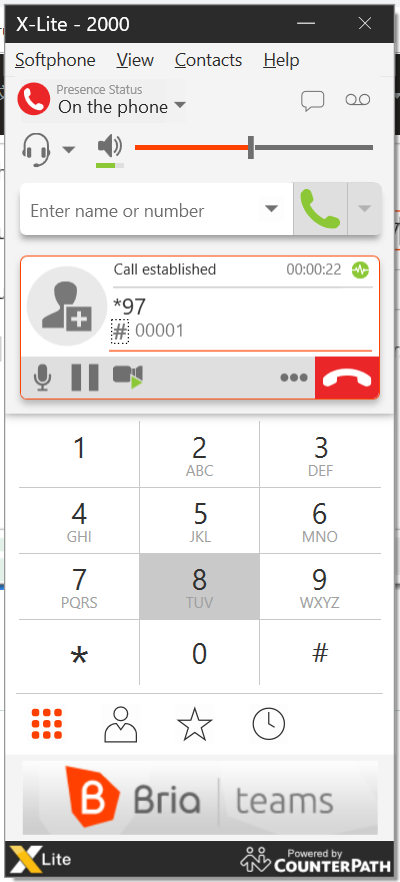 X-Lite - 2000
Softphone View Contacts Help
Presence Status
On the phone
Enter name or number
Call established 00:00:22
*97
# 00001
1 2 3
ABC DEF
4 5 6
GHI JKL MNO
7 8 9
PQRS TUV WXYZ
* 0 #
B Bria | teams
X Lite Powered by
COUNTERPATH